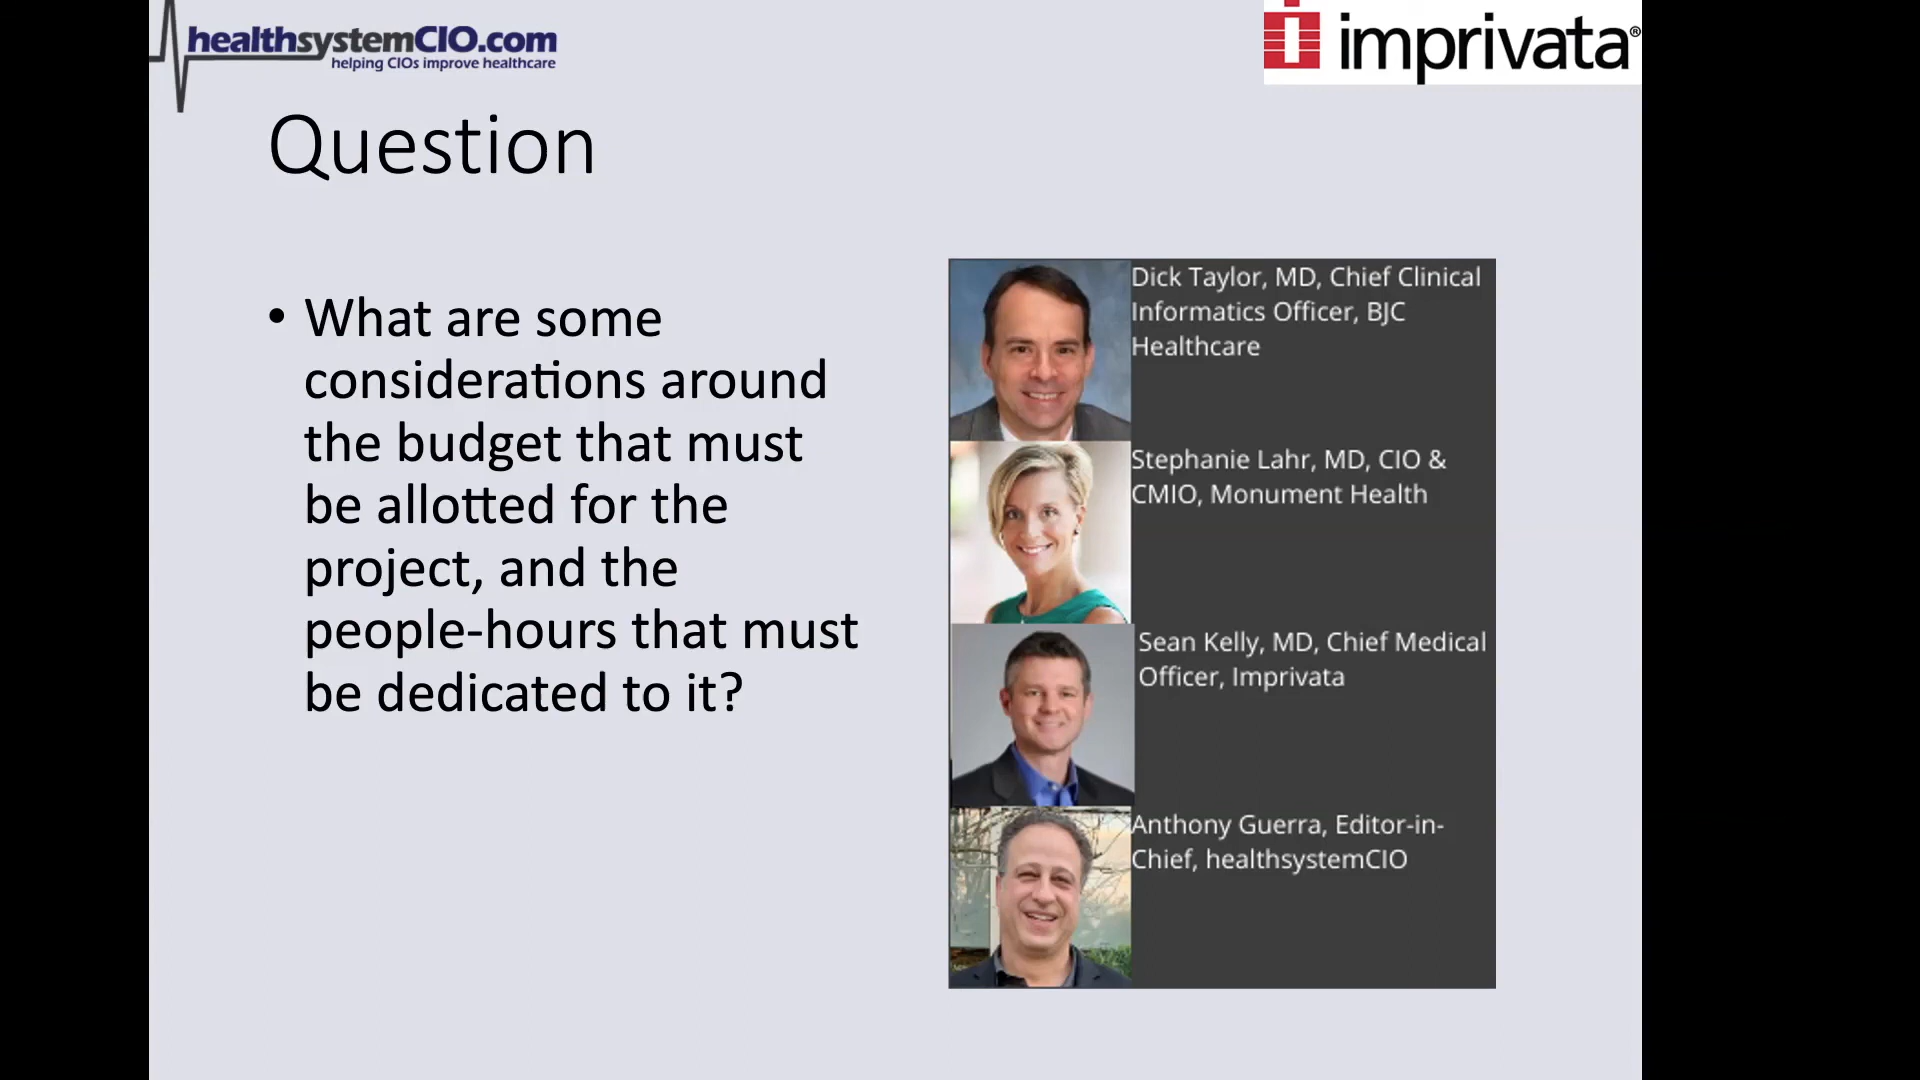 healthsystemCIO.com
helping CIOs improve healthcare
imprivata®
Question
• What are some
considerations around
the budget that must
be allotted for the
project, and the
people-hours that must
be dedicated to it?
Dick Taylor, MD, Chief Clinical
Informatics Officer, BJC
Healthcare
Stephanie Lahr, MD, CIO &
CMIO, Monument Health
Sean Kelly, MD, Chief Medical
Officer, Imprivata
Anthony Guerra, Editor-in-
Chief, healthsystemCIO